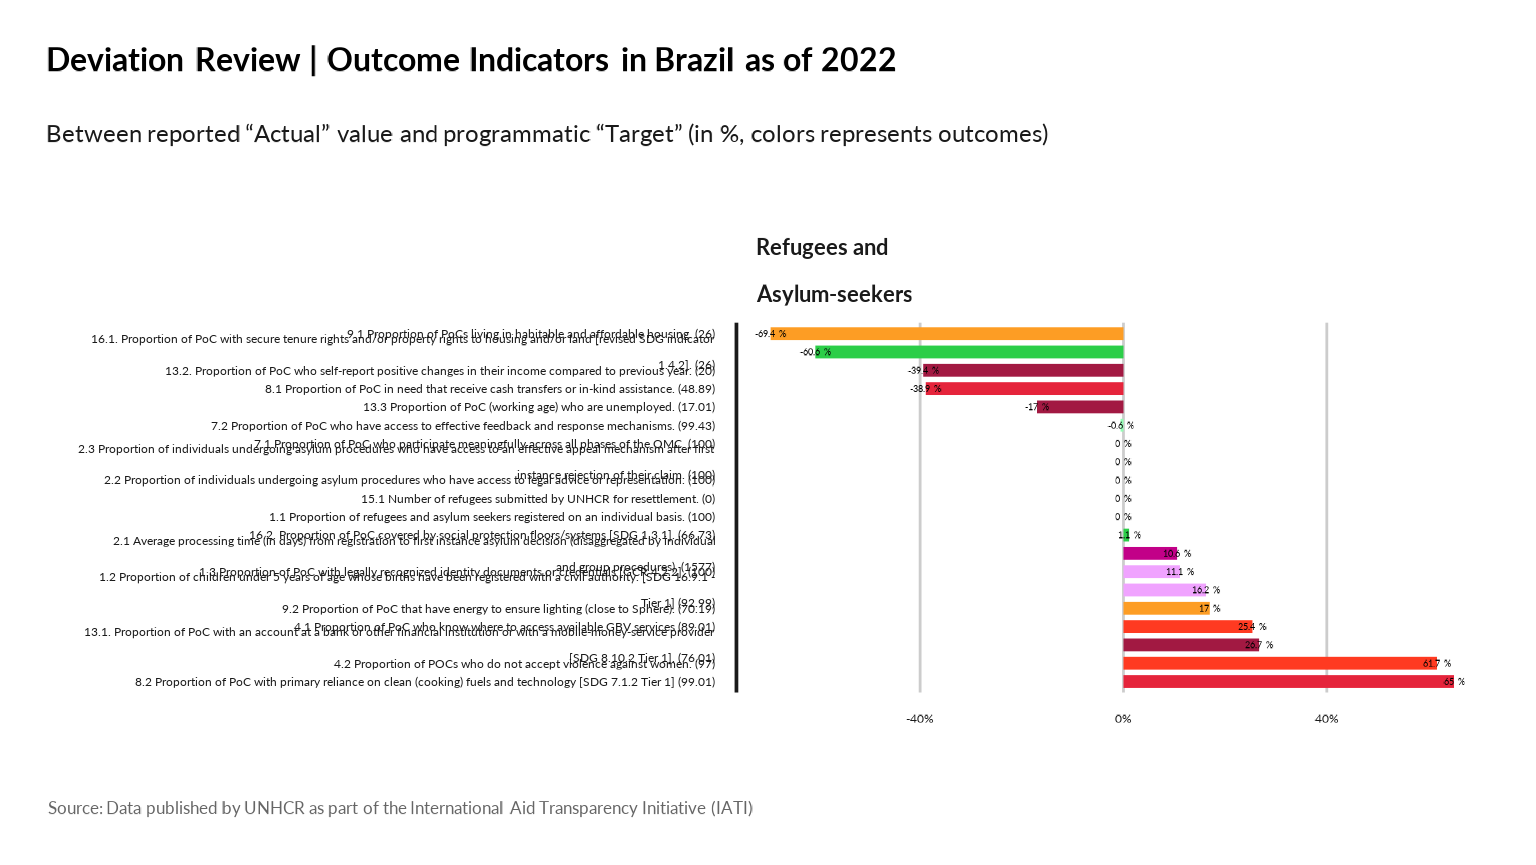 Deviation Review | Outcome Indicators in Brazil as of 2022
Between reported “Actual” value and programmatic “Target” (in %, colors represents outcomes)
Refugees and
Asylum-seekers
9.1 Proportion of PoCs living in habitable and affordable housing. (26)
-69.4 %
16.1. Proportion of PoC with secure tenure rights and/or property rights to housing and/or land [revised SDG indicator
1.4.2]. (26)
-60.6 %
13.2. Proportion of PoC who self-report positive changes in their income compared to previous year. (20)
-39.4 %
8.1 Proportion of PoC in need that receive cash transfers or in-kind assistance. (48.89)
-38.9 %
13.3 Proportion of PoC (working age) who are unemployed. (17.01)
-17 %
7.2 Proportion of PoC who have access to effective feedback and response mechanisms. (99.43)
-0.6 %
7.1 Proportion of PoC who participate meaningfully across all phases of the OMC. (100)
0 %
2.3 Proportion of individuals undergoing asylum procedures who have access to an effective appeal mechanism after first
instance rejection of their claim. (100)
0 %
2.2 Proportion of individuals undergoing asylum procedures who have access to legal advice or representation. (100)
0 %
15.1 Number of refugees submitted by UNHCR for resettlement. (0)
0 %
1.1 Proportion of refugees and asylum seekers registered on an individual basis. (100)
0 %
16.2. Proportion of PoC covered by social protection floors/systems [SDG 1.3.1]. (66.73)
1.1 %
2.1 Average processing time (in days) from registration to first instance asylum decision (disaggregated by individual
and group procedures). (1577)
10.6 %
1.3 Proportion of PoC with legally recognized identity documents or credentials [GCR 4.2.2]. (100)
11.1 %
1.2 Proportion of children under 5 years of age whose births have been registered with a civil authority. [SDG 16.9.1 -
Tier 1] (92.99)
16.2 %
9.2 Proportion of PoC that have energy to ensure lighting (close to Sphere). (70.19)
17 %
4.1 Proportion of PoC who know where to access available GBV services (89.01)
25.4 %
13.1. Proportion of PoC with an account at a bank or other financial institution or with a mobile-money-service provider
[SDG 8.10.2 Tier 1]. (76.01)
26.7 %
4.2 Proportion of POCs who do not accept violence against women. (97)
61.7 %
8.2 Proportion of PoC with primary reliance on clean (cooking) fuels and technology [SDG 7.1.2 Tier 1] (99.01)
65 %
-40%
0%
40%
Source: Data published by UNHCR as part of the International Aid Transparency Initiative (IATI)